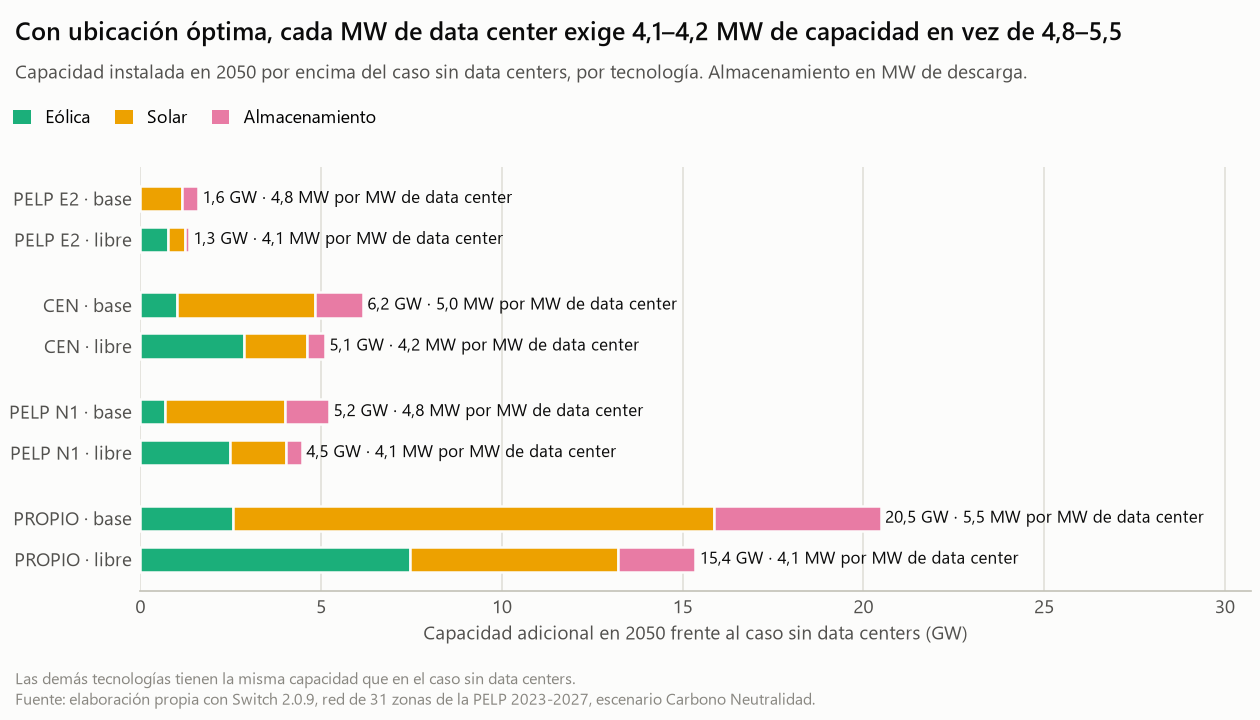 Con ubicación óptima, cada MW de data center exige 4,1–4,2 MW de capacidad en vez de 4,8–5,5
Capacidad instalada en 2050 por encima del caso sin data centers, por tecnología. Almacenamiento en MW de descarga.
Eólica Solar Almacenamiento
PELP E2 · base 1,6 GW · 4,8 MW por MW de data center
PELP E2 · libre 1,3 GW · 4,1 MW por MW de data center
CEN · base 6,2 GW · 5,0 MW por MW de data center
CEN · libre 5,1 GW · 4,2 MW por MW de data center
PELP N1 · base 5,2 GW · 4,8 MW por MW de data center
PELP N1 · libre 4,5 GW · 4,1 MW por MW de data center
PROPIO · base 20,5 GW · 5,5 MW por MW de data center
PROPIO · libre 15,4 GW · 4,1 MW por MW de data center
0 5 10 15 20 25 30
Capacidad adicional en 2050 frente al caso sin data centers (GW)
Las demás tecnologías tienen la misma capacidad que en el caso sin data centers.
Fuente: elaboración propia con Switch 2.0.9, red de 31 zonas de la PELP 2023-2027, escenario Carbono Neutralidad.